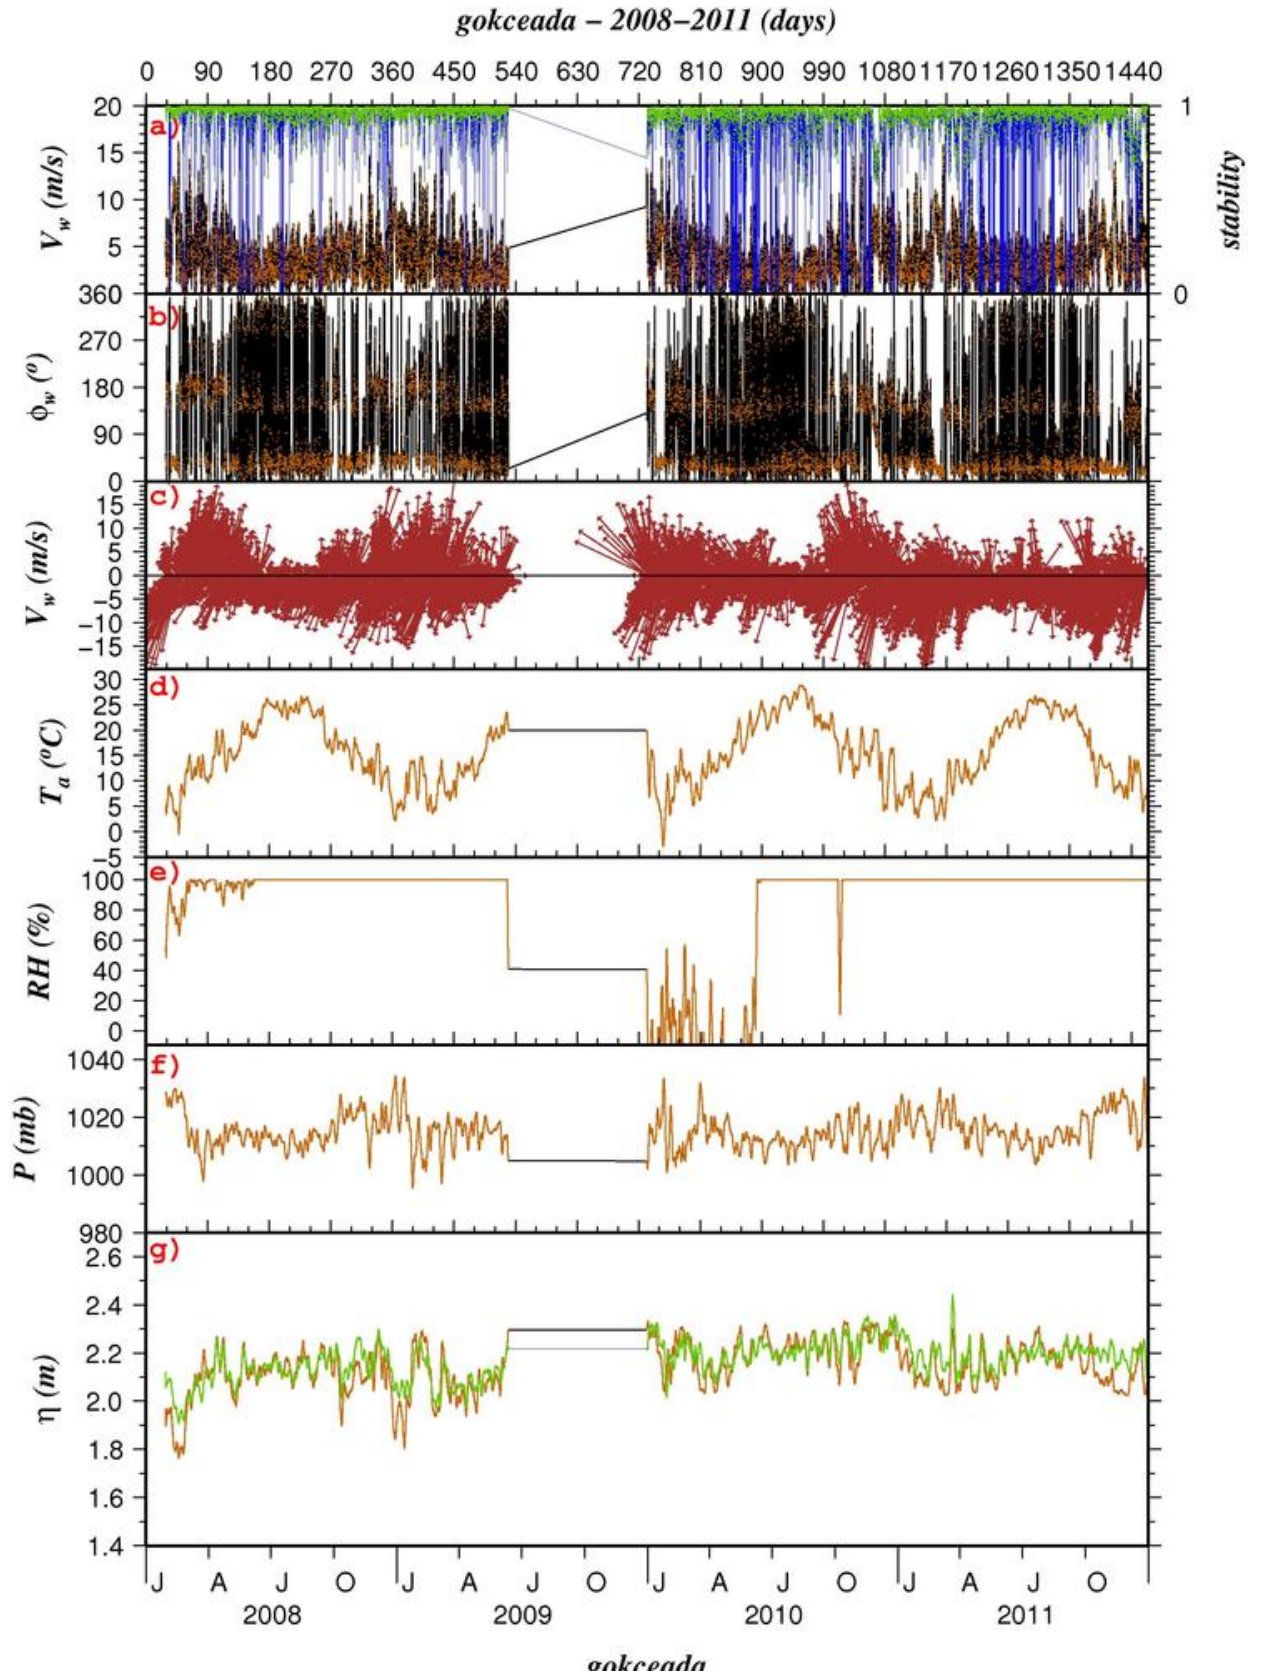 gokceada – 2008–2011 (days)
0 90 180 270 360 450 540 630 720 810 900 990 1080 1170 1260 1350 1440
a)
20
15
10
5
V_w (m/s)
1
0
stability
b)
360
270
180
90
0
ϕ_w (º)
c)
15
10
5
0
−5
−10
−15
V_w (m/s)
d)
30
25
20
15
10
5
0
−5
T_a (ºC)
e)
100
80
60
40
20
0
RH (%)
f)
1040
1020
1000
980
P (mb)
g)
2.6
2.4
2.2
2.0
1.8
1.6
1.4
η (m)
J A J O J A J O J A J O J A J O
2008 2009 2010 2011
gokceada